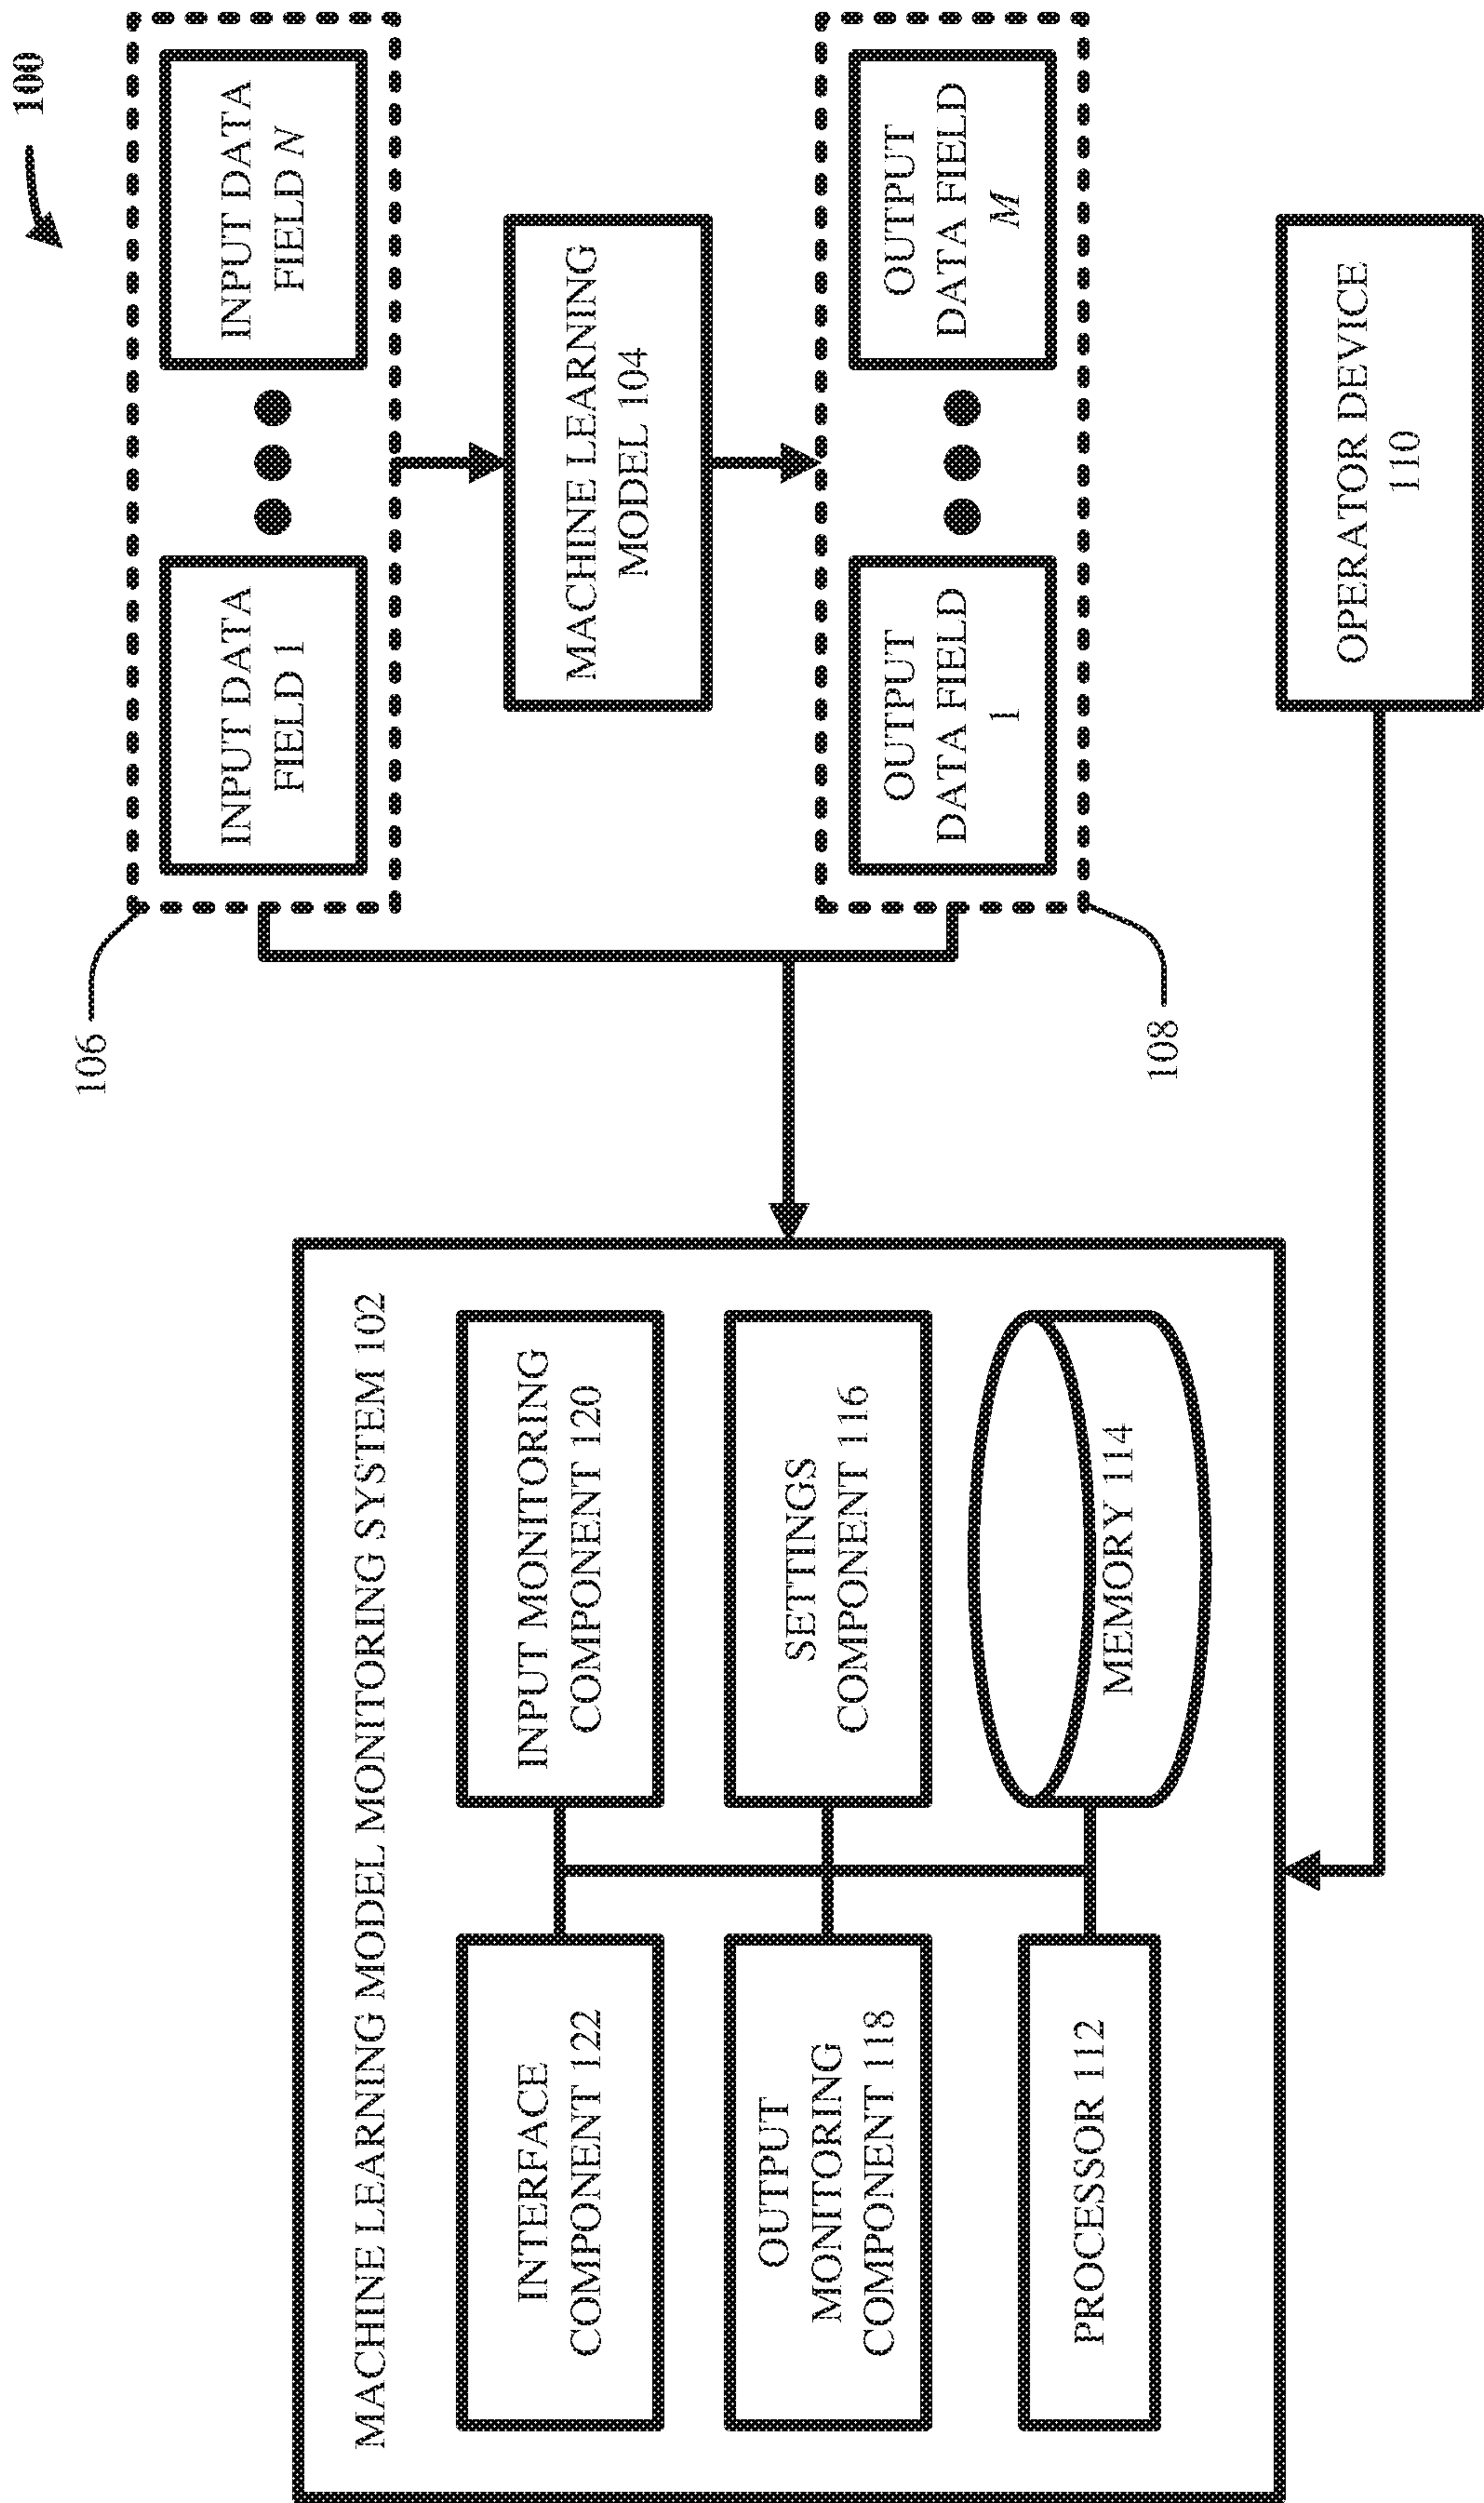 100
MACHINE LEARNING MODEL MONITORING SYSTEM 102
INTERFACE
COMPONENT 122
INPUT MONITORING
COMPONENT 120
OUTPUT
MONITORING
COMPONENT 118
SETTINGS
COMPONENT 116
PROCESSOR 112
MEMORY 114
106
INPUT DATA
FIELD 1
INPUT DATA
FIELD N
MACHINE LEARNING
MODEL 104
OUTPUT
DATA FIELD
1
OUTPUT
DATA FIELD
M
108
OPERATOR DEVICE
110